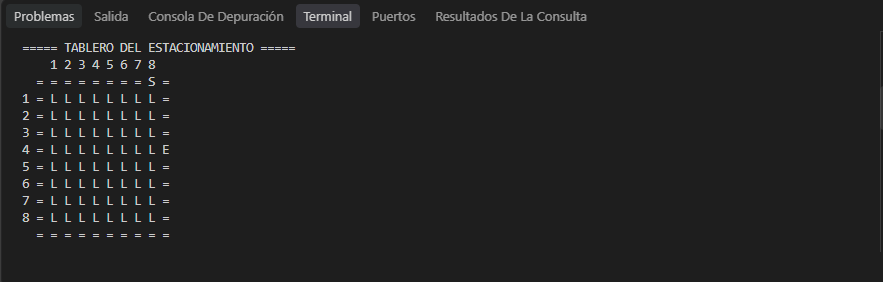 Problemas Salida Consola De Depuración Terminal Puertos Resultados De La Consulta
===== TABLERO DEL ESTACIONAMIENTO =====
    1 2 3 4 5 6 7 8
  = = = = = = = = S =
1 = L L L L L L L L =
2 = L L L L L L L L =
3 = L L L L L L L L =
4 = L L L L L L L L E
5 = L L L L L L L L =
6 = L L L L L L L L =
7 = L L L L L L L L =
8 = L L L L L L L L =
  = = = = = = = = = =